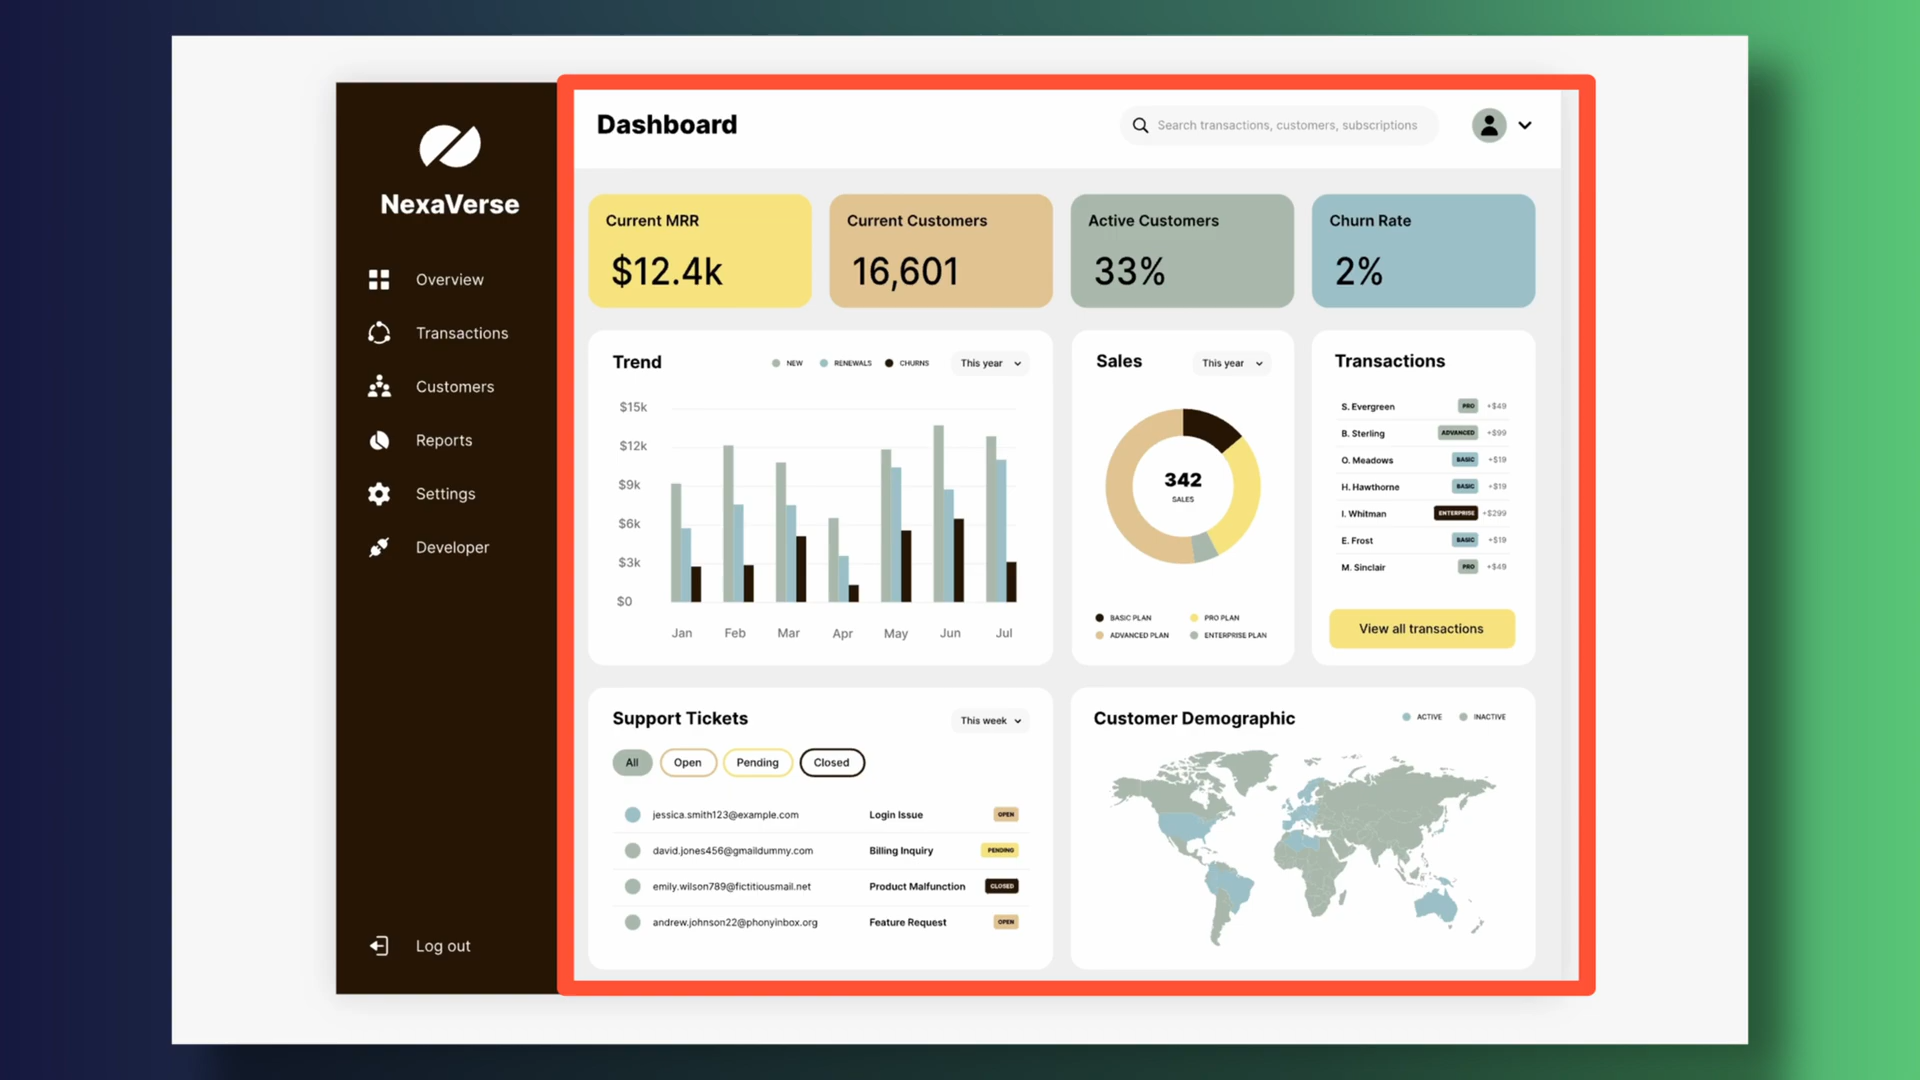 NexaVerse
Overview
Transactions
Customers
Reports
Settings
Developer
Log out
Dashboard
Search transactions, customers, subscriptions
Current MRR
$12.4k
Current Customers
16,601
Active Customers
33%
Churn Rate
2%
Trend
NEW RENEWALS CHURNS
This year
$15k
$12k
$9k
$6k
$3k
$0
Jan Feb Mar Apr May Jun Jul
Sales
This year
342
SALES
BASIC PLAN PRO PLAN
ADVANCED PLAN ENTERPRISE PLAN
Transactions
S. Evergreen PRO +$49
B. Sterling ADVANCED +$99
O. Meadows BASIC +$19
H. Hawthorne BASIC +$19
I. Whitman ENTERPRISE +$299
E. Frost BASIC +$19
M. Sinclair PRO +$49
View all transactions
Support Tickets
This week
All Open Pending Closed
jessica.smith123@example.com Login Issue OPEN
david.jones456@gmaildummy.com Billing Inquiry PENDING
emily.wilson789@fictitiousmail.net Product Malfunction CLOSED
andrew.johnson22@phonyinbox.org Feature Request OPEN
Customer Demographic
ACTIVE INACTIVE